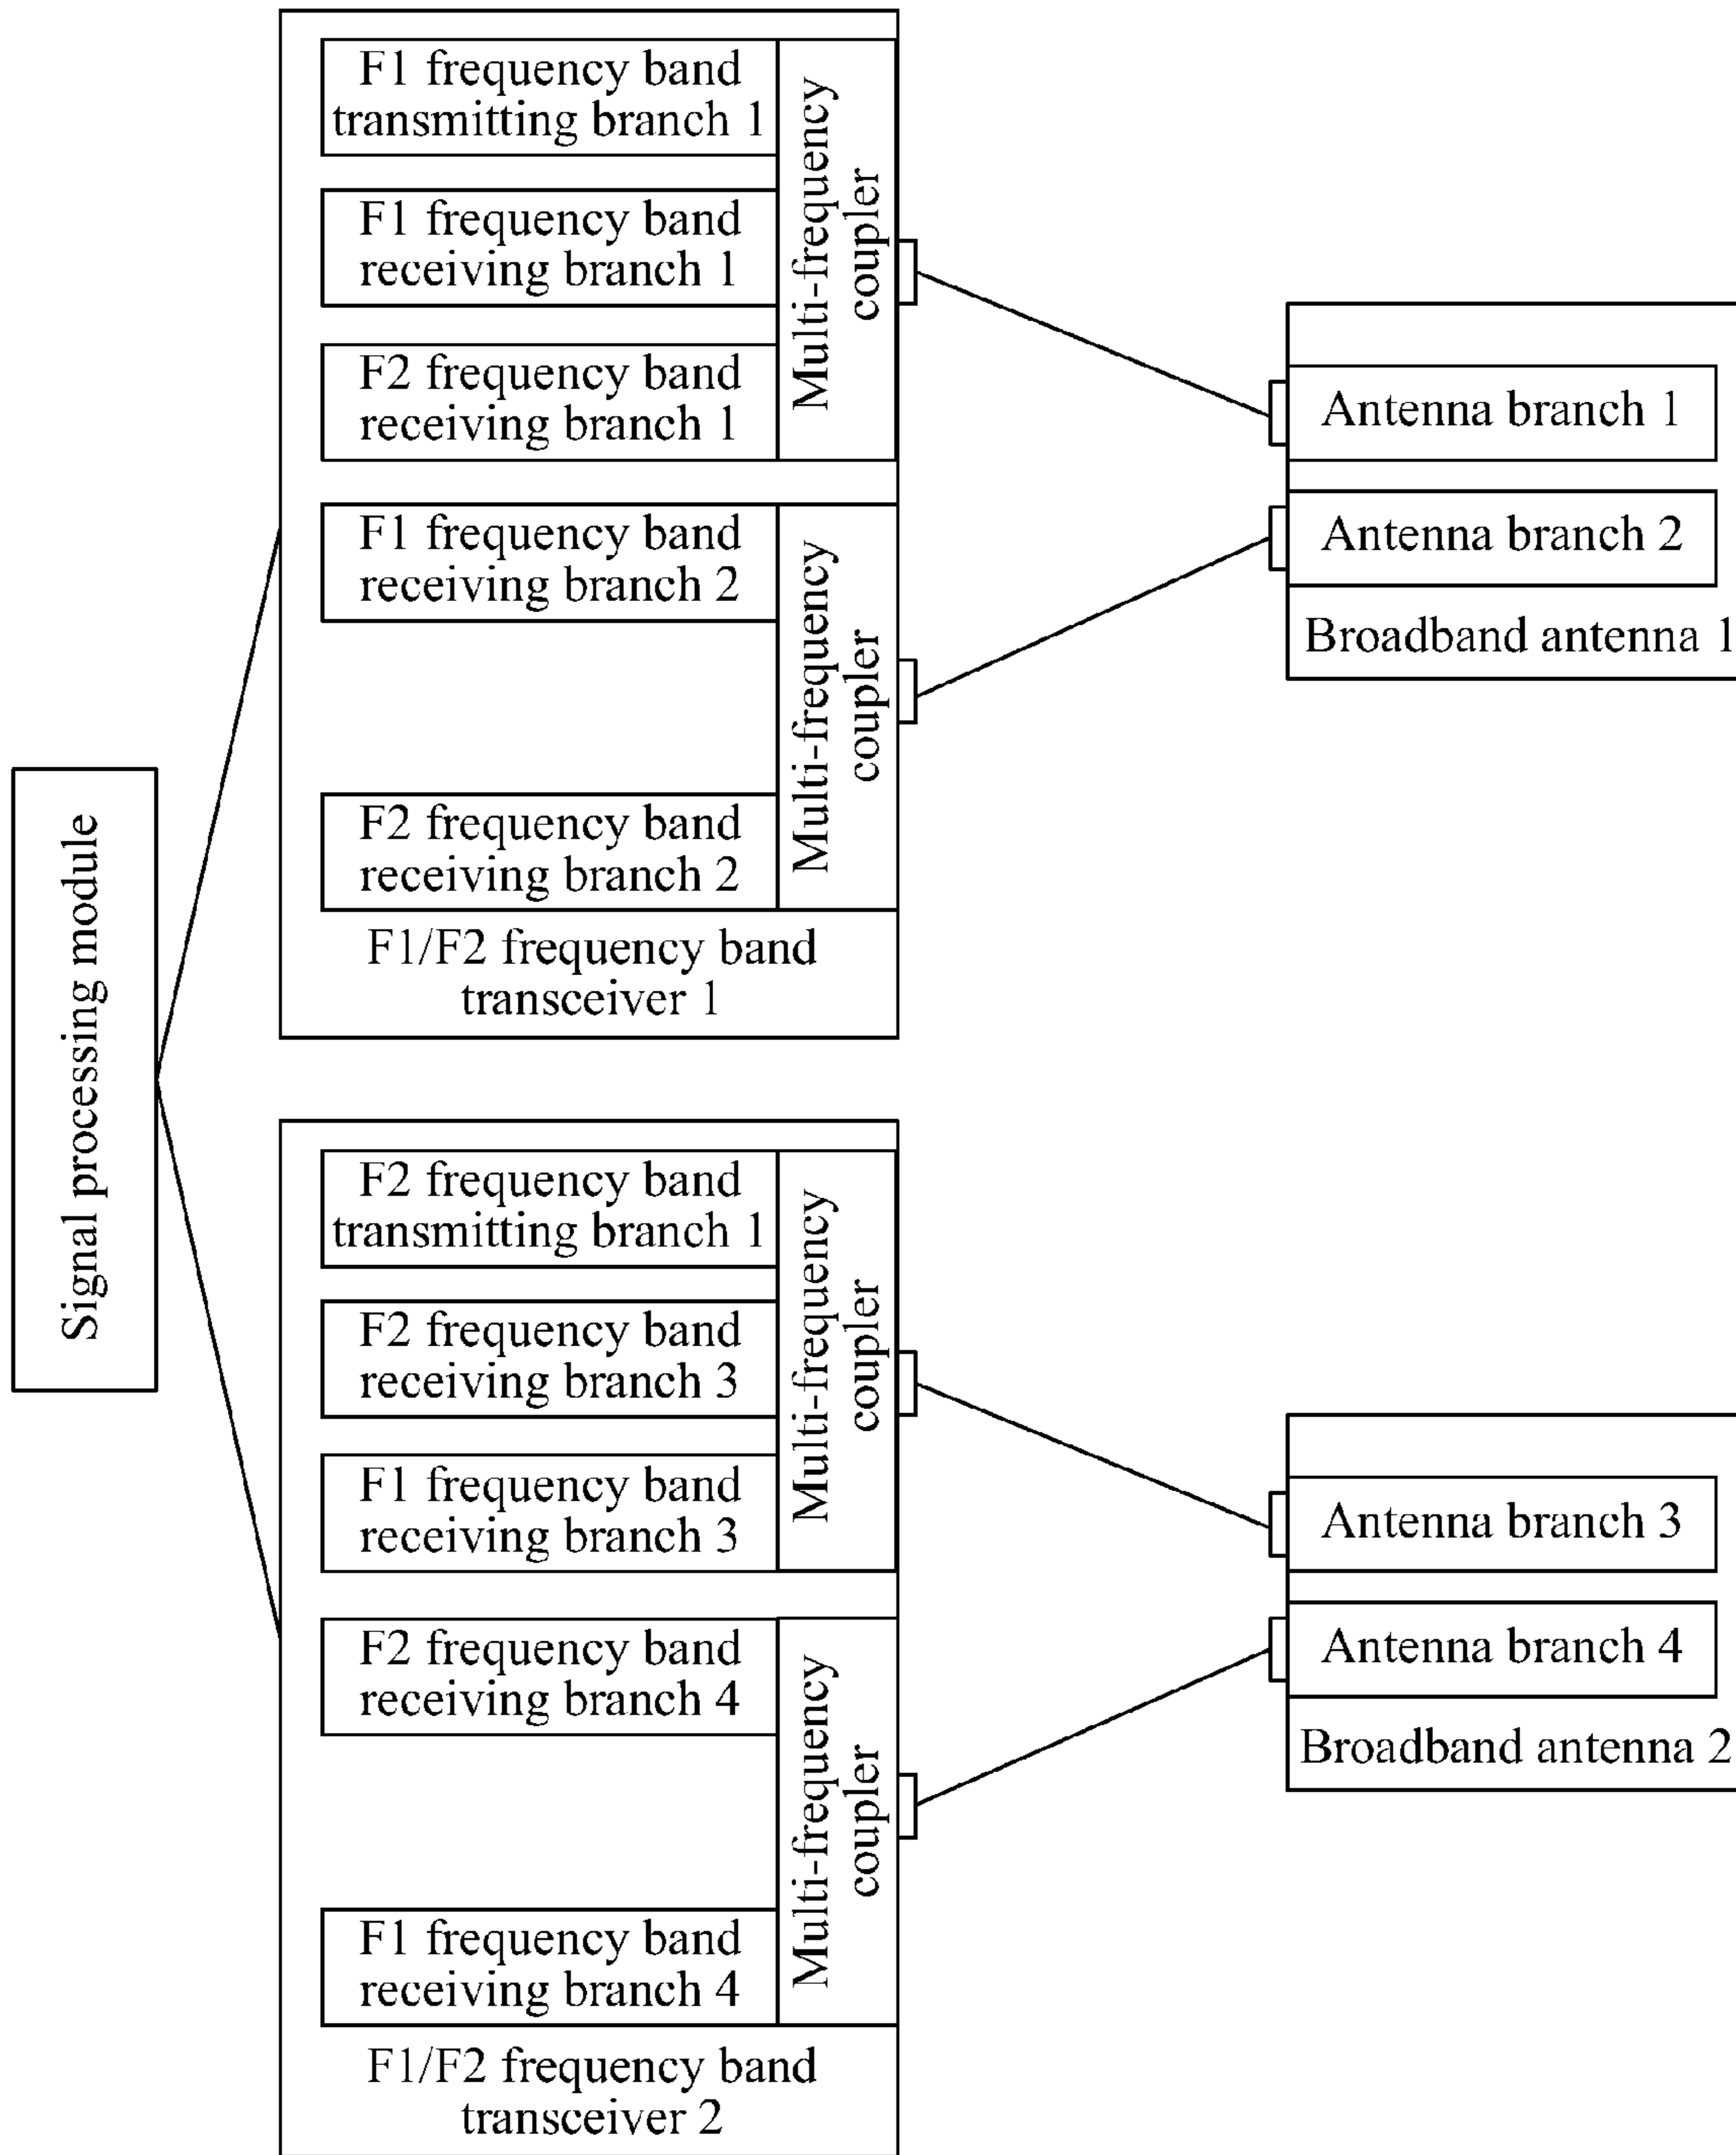 Signal processing module
F1 frequency band
transmitting branch 1
F1 frequency band
receiving branch 1
F2 frequency band
receiving branch 1
Multi-frequency
coupler
F1 frequency band
receiving branch 2
F2 frequency band
receiving branch 2
Multi-frequency
coupler
F1/F2 frequency band
transceiver 1
Antenna branch 1
Antenna branch 2
Broadband antenna 1
F2 frequency band
transmitting branch 1
F2 frequency band
receiving branch 3
F1 frequency band
receiving branch 3
Multi-frequency
coupler
F2 frequency band
receiving branch 4
F1 frequency band
receiving branch 4
Multi-frequency
coupler
F1/F2 frequency band
transceiver 2
Antenna branch 3
Antenna branch 4
Broadband antenna 2